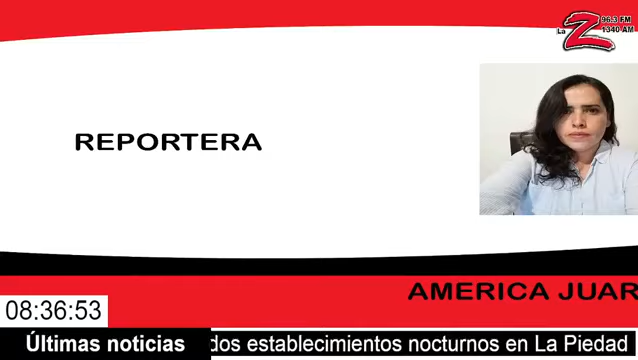 La Z 96.3 FM
1340 AM
REPORTERA
AMERICA JUAR
08:36:53
Últimas noticias
dos establecimientos nocturnos en La Piedad